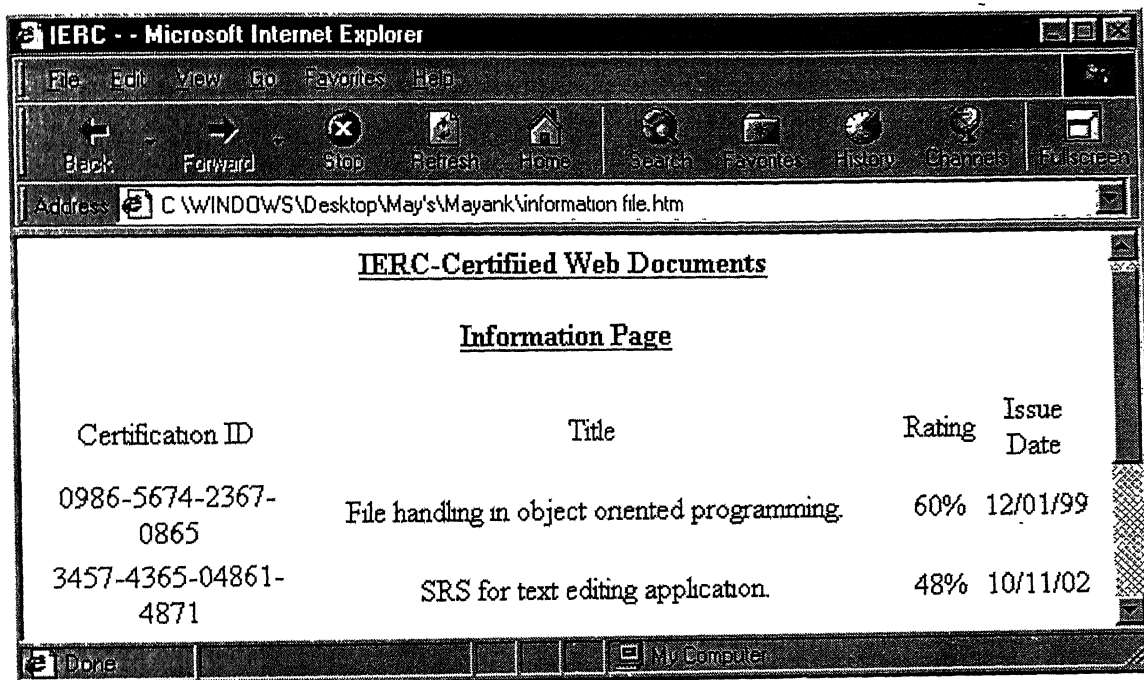 IERC - - Microsoft Internet Explorer
File Edit View Go Favorites Help
Back Forward Stop Refresh Home Search Favorites History Channels Fullscreen
Address C \WINDOWS\Desktop\May's\Mayank\information file.htm
IERC-Certifiied Web Documents
Information Page
Certification ID Title Rating Issue
Date
0986-5674-2367-
0865 File handling in object oriented programming. 60% 12/01/99
3457-4365-04861-
4871 SRS for text editing application. 48% 10/11/02
Done My Computer